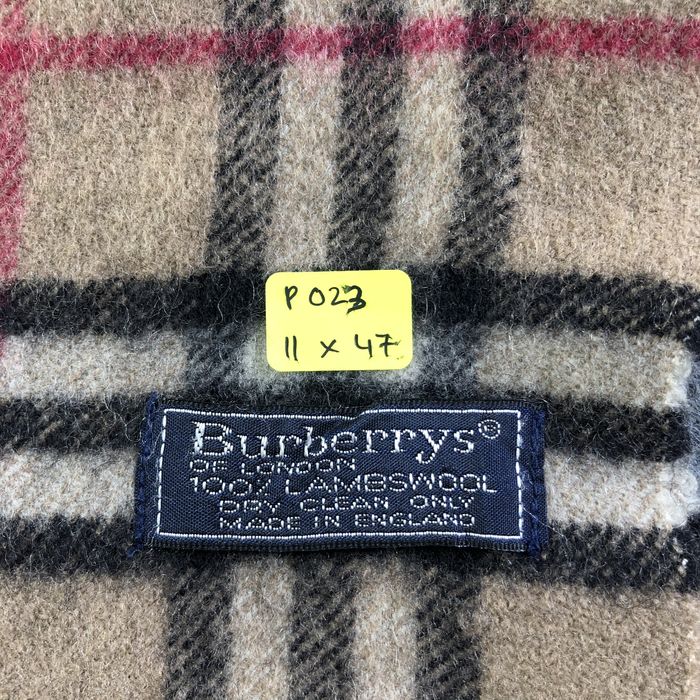 P 023
11 x 47
Burberrys®
OF LONDON
100% LAMBSWOOL
DRY CLEAN ONLY
MADE IN ENGLAND